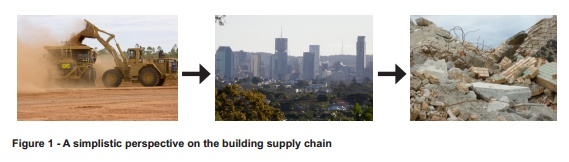 Figure 1 - A simplistic perspective on the building supply chain